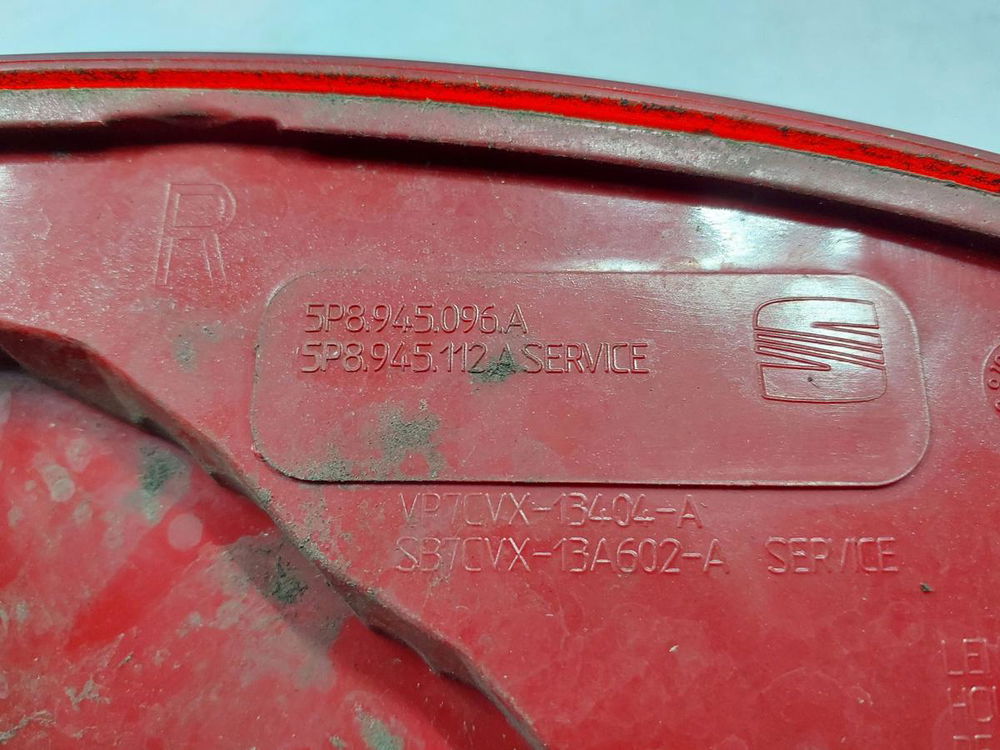 R
5P8.945.096.A
5P8.945.112.A SERVICE
VP7CVX-13404-A
SB7CVX-13A602-A SERVICE